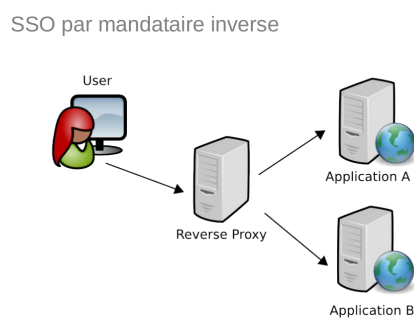 SSO par mandataire inverse
User
Application A
Reverse Proxy
Application B